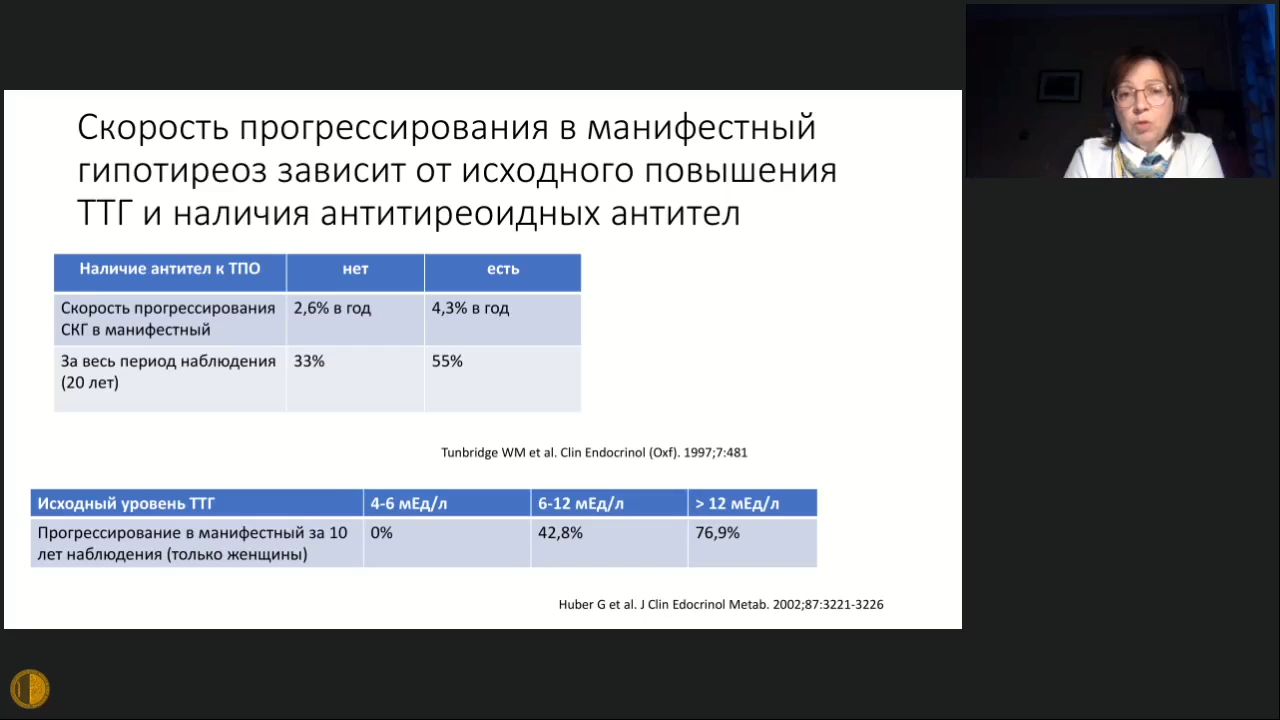 Скорость прогрессирования в манифестный
гипотиреоз зависит от исходного повышения
ТТГ и наличия антитиреоидных антител
Наличие антител к ТПО нет есть
Скорость прогрессирования 2,6% в год 4,3% в год
СКГ в манифестный
За весь период наблюдения 33% 55%
(20 лет)
Tunbridge WM et al. Clin Endocrinol (Oxf). 1997;7:481
Исходный уровень ТТГ 4-6 мЕд/л 6-12 мЕд/л > 12 мЕд/л
Прогрессирование в манифестный за 10 0% 42,8% 76,9%
лет наблюдения (только женщины)
Huber G et al. J Clin Edocrinol Metab. 2002;87:3221-3226